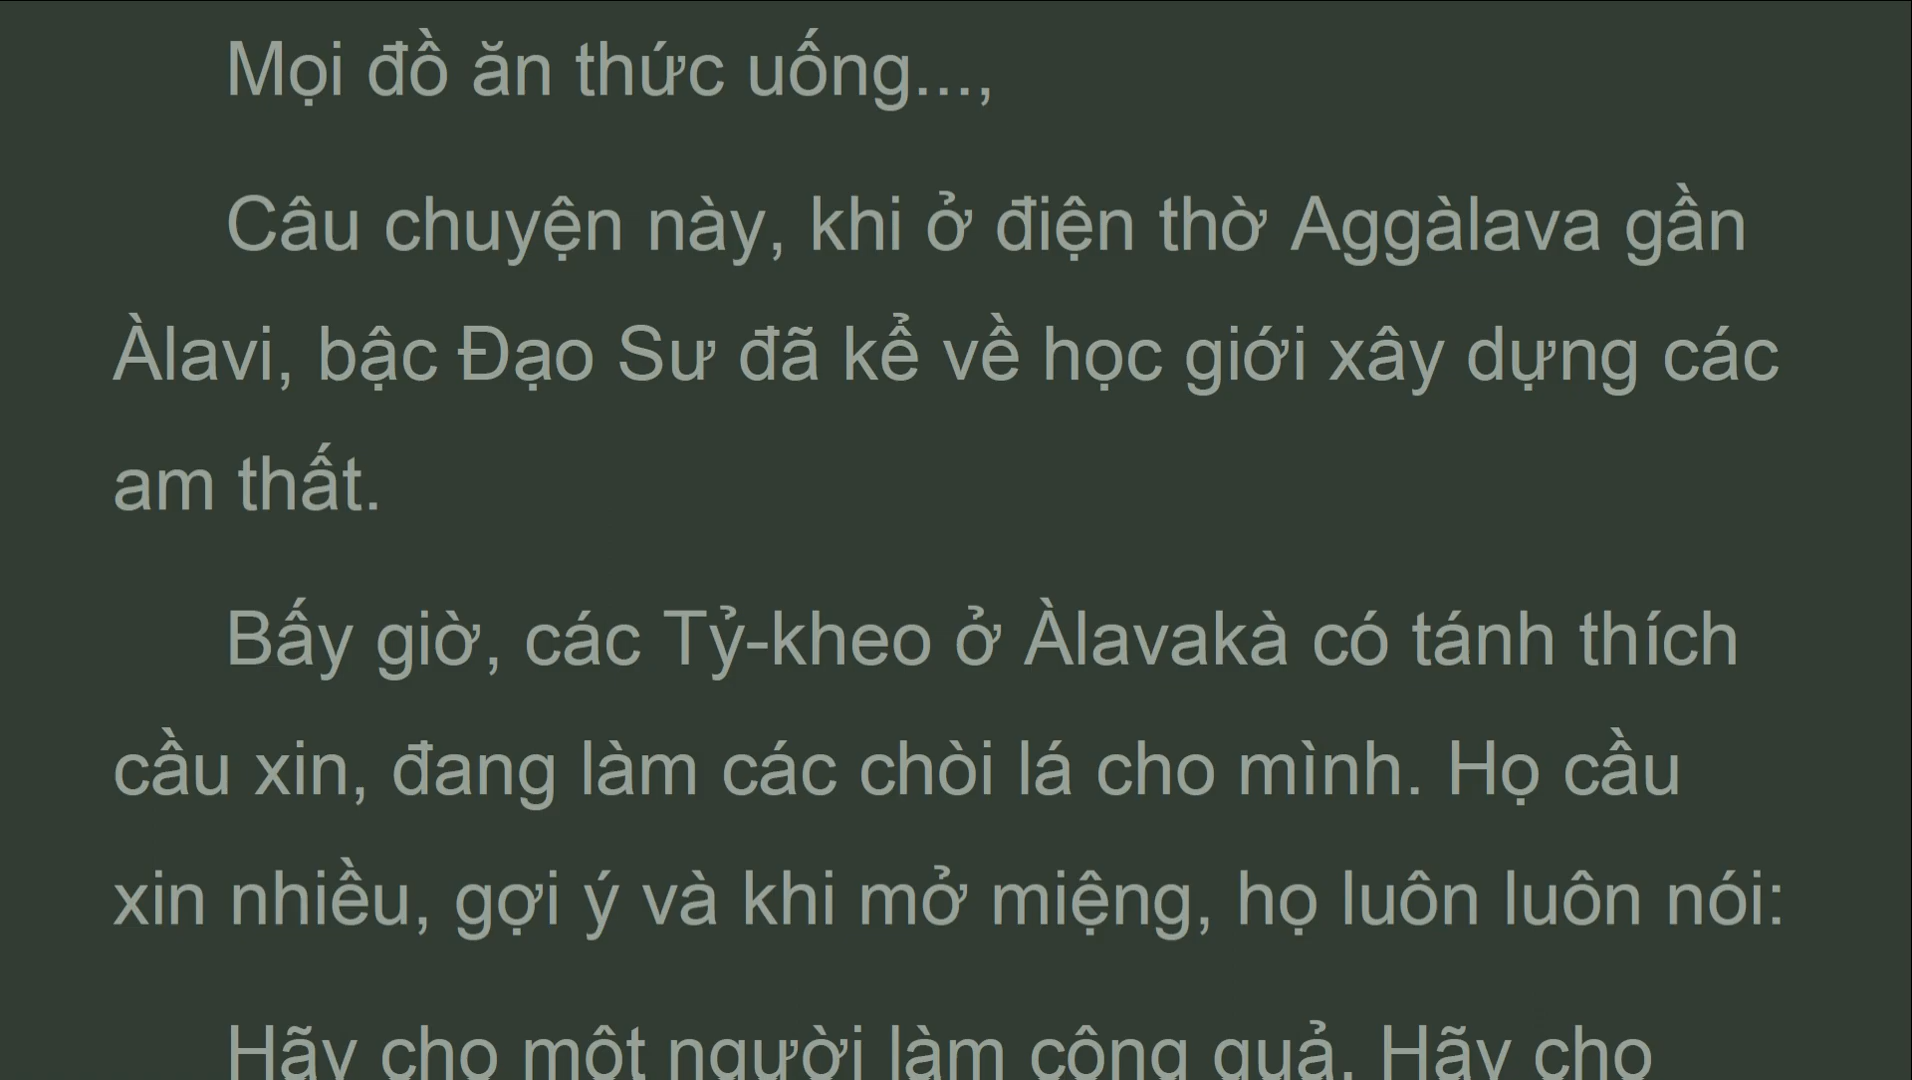 Mọi đồ ăn thức uống...,
Câu chuyện này, khi ở điện thờ Aggàlava gần
Àlavi, bậc Đạo Sư đã kể về học giới xây dựng các
am thất.
Bấy giờ, các Tỷ-kheo ở Àlavakà có tánh thích
cầu xin, đang làm các chòi lá cho mình. Họ cầu
xin nhiều, gợi ý và khi mở miệng, họ luôn luôn nói:
Hãy cho một người làm công quả, Hãy cho